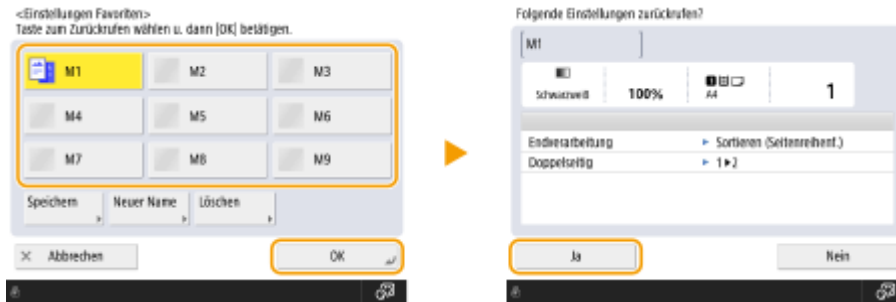 <Einstellungen Favoriten>
Taste zum Zurückrufen wählen u. dann [OK] betätigen.
M1 M2 M3
M4 M5 M6
M7 M8 M9
Speichern Neuer Name Löschen
Abbrechen OK
Folgende Einstellungen zurückrufen?
M1
Schwarzweiß 100% A4 1
Endverarbeitung Sortieren (Seitenreihenf.)
Doppelseitig 1►2
Ja Nein